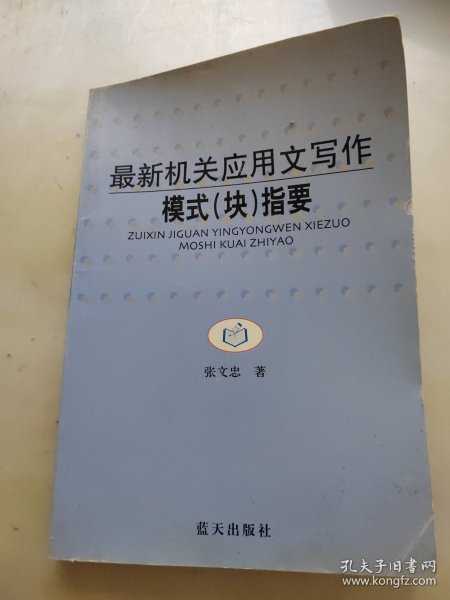 最新机关应用文写作
模式(块)指要
ZUIXIN JIGUAN YINGYONGWEN XIEZUO
MOSHI KUAI ZHIYAO
张文忠 著
蓝天出版社
孔夫子旧书网
www.kongfz.com